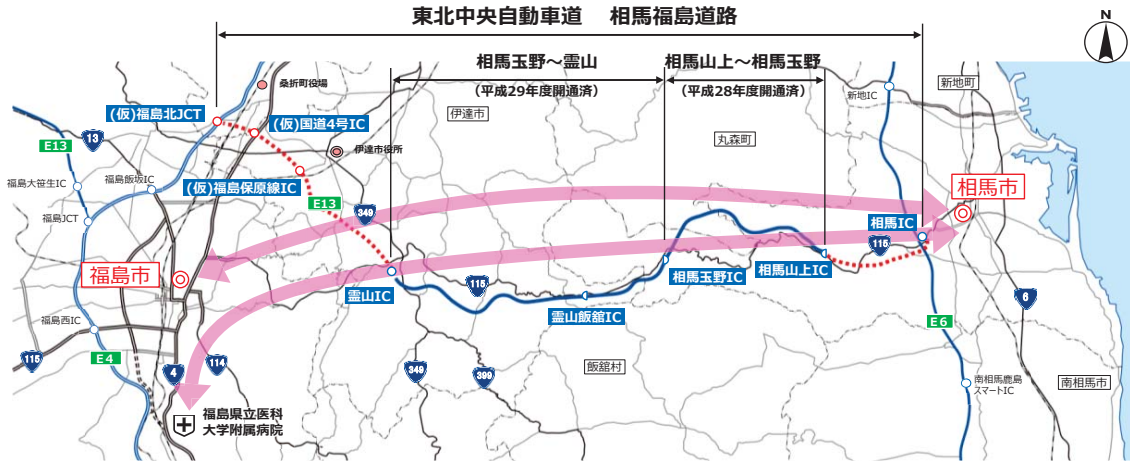 東北中央自動車道　相馬福島道路
N
相馬玉野～霊山
(平成29年度開通済)
相馬山上～相馬玉野
(平成28年度開通済)
桑折町役場
新地IC
新地町
(仮)福島北JCT
(仮)国道4号IC
伊達市
丸森町
13
E13
伊達市役所
福島大笹生IC
福島飯坂IC
(仮)福島保原線IC
E13
349
相馬市
福島JCT
相馬IC
115
福島市
霊山IC
115
相馬玉野IC
相馬山上IC
霊山飯舘IC
6
福島西IC
E6
115
E4
4
114
349
399
飯舘村
南相馬鹿島
スマートIC
南相馬市
福島県立医科
大学附属病院